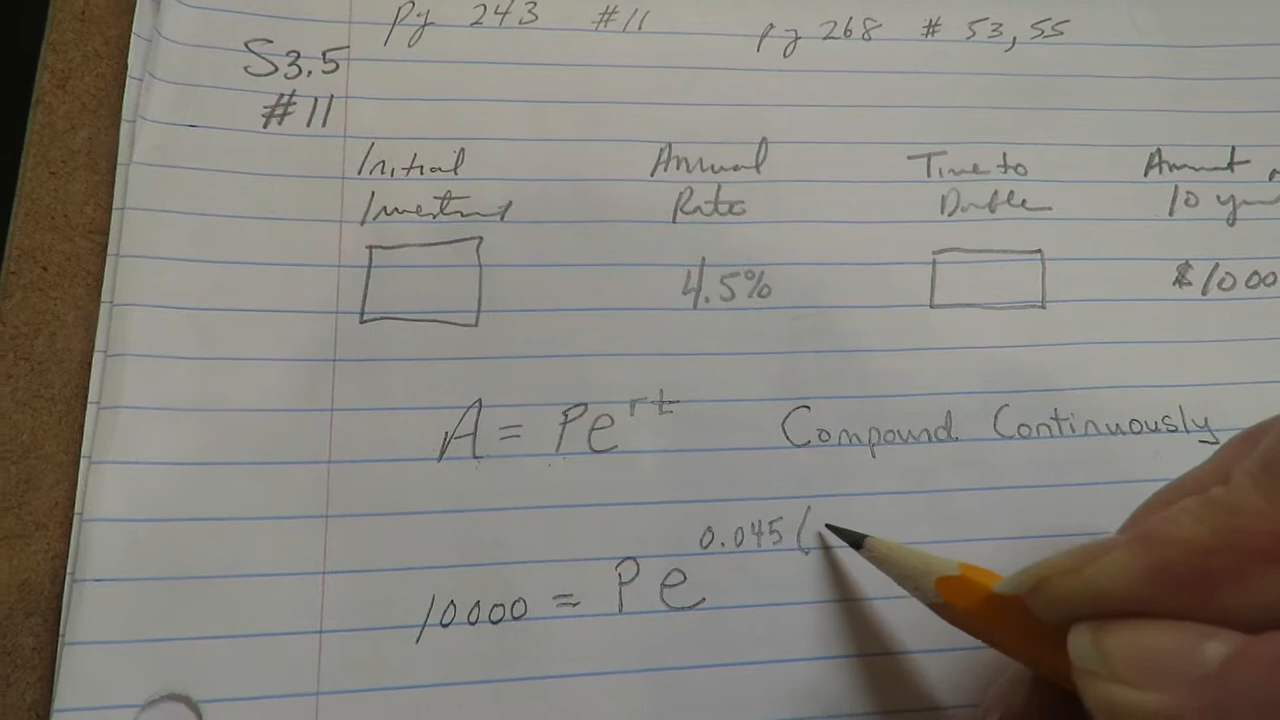 pg 243 #11 pg 268 # 53, 55
S3.5
#11
Initial Annual Time to Amount
Investment Rate Double 10
4.5% $1000
A = Pe^rt Compound Continuously
10000 = Pe^0.045(